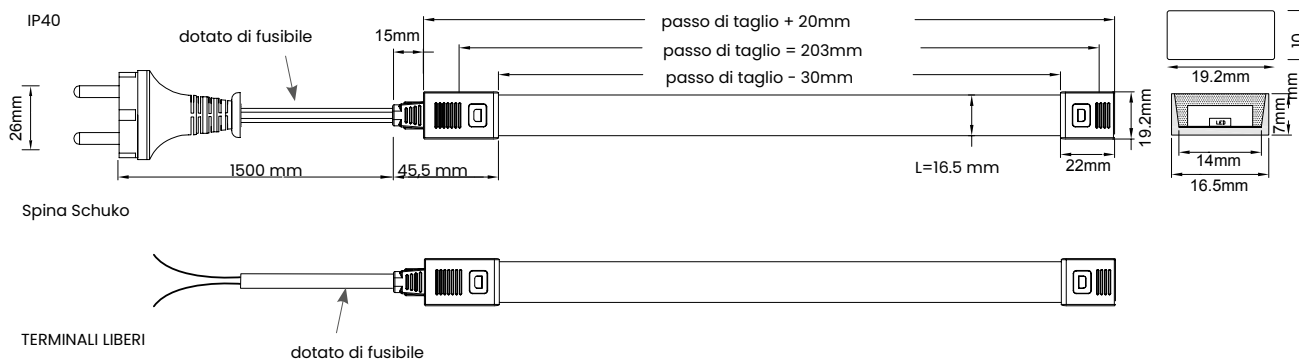 IP40
dotato di fusibile
15mm
passo di taglio + 20mm
passo di taglio = 203mm
passo di taglio - 30mm
26mm
1500 mm
45,5 mm
L=16.5 mm
19.2mm
22mm
10 mm
19.2mm
LED
7mm
14mm
16.5mm
Spina Schuko
TERMINALI LIBERI
dotato di fusibile